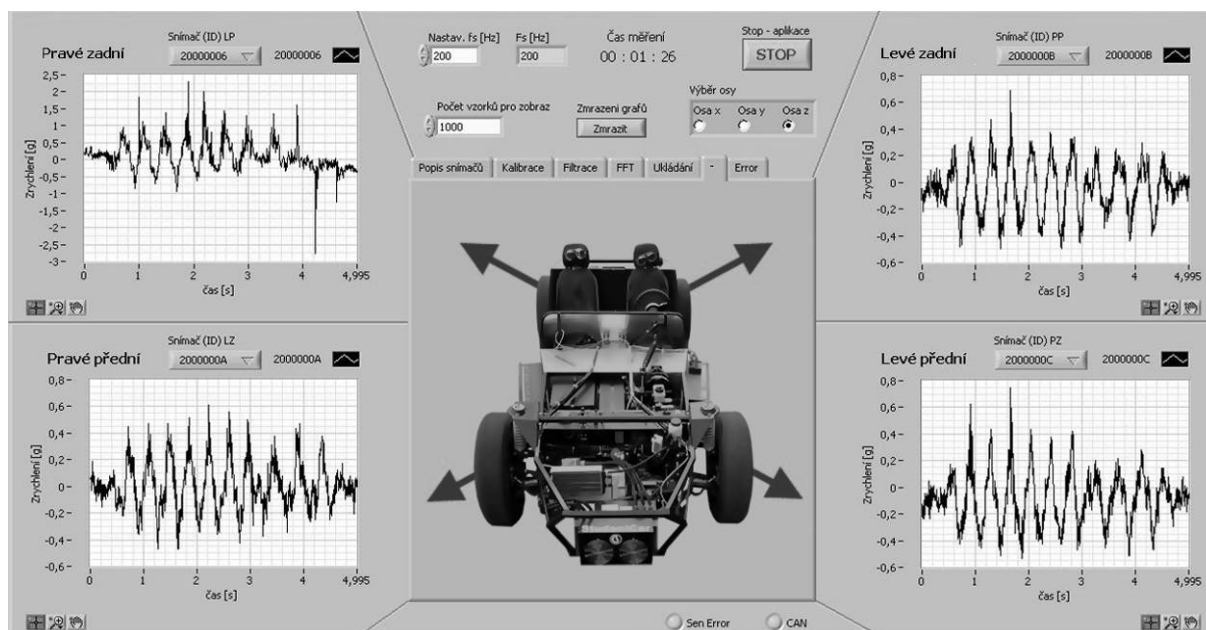 Pravé zadní
Snímač (ID) LP
20000006
20000006
Zrychlení [g]
2,5
2
1,5
1
0,5
0
-0,5
-1
-1,5
-2
-2,5
-3
0 1 2 3 4 4,995
čas [s]
Nastav. fs [Hz]
200
Fs [Hz]
200
Čas měření
00 : 01 : 26
Stop - aplikace
STOP
Počet vzorků pro zobraz
1000
Zmrazeni grafů
Zmrazit
Výběr osy
Osa x Osa y Osa z
Popis snímačů Kalibrace Filtrace FFT Ukládání - Error
StudentCar
Levé zadní
Snímač (ID) PP
2000000B
2000000B
Zrychlení [g]
0,8
0,6
0,4
0,2
0
-0,2
-0,4
-0,6
0 1 2 3 4 4,995
čas [s]
Pravé přední
Snímač (ID) LZ
2000000A
2000000A
Zrychlení [g]
0,8
0,6
0,4
0,2
0
-0,2
-0,4
-0,6
0 1 2 3 4 4,995
čas [s]
Levé přední
Snímač (ID) PZ
2000000C
2000000C
Zrychlení [g]
0,8
0,6
0,4
0,2
0
-0,2
-0,4
-0,6
0 1 2 3 4 4,995
čas [s]
Sen Error
CAN